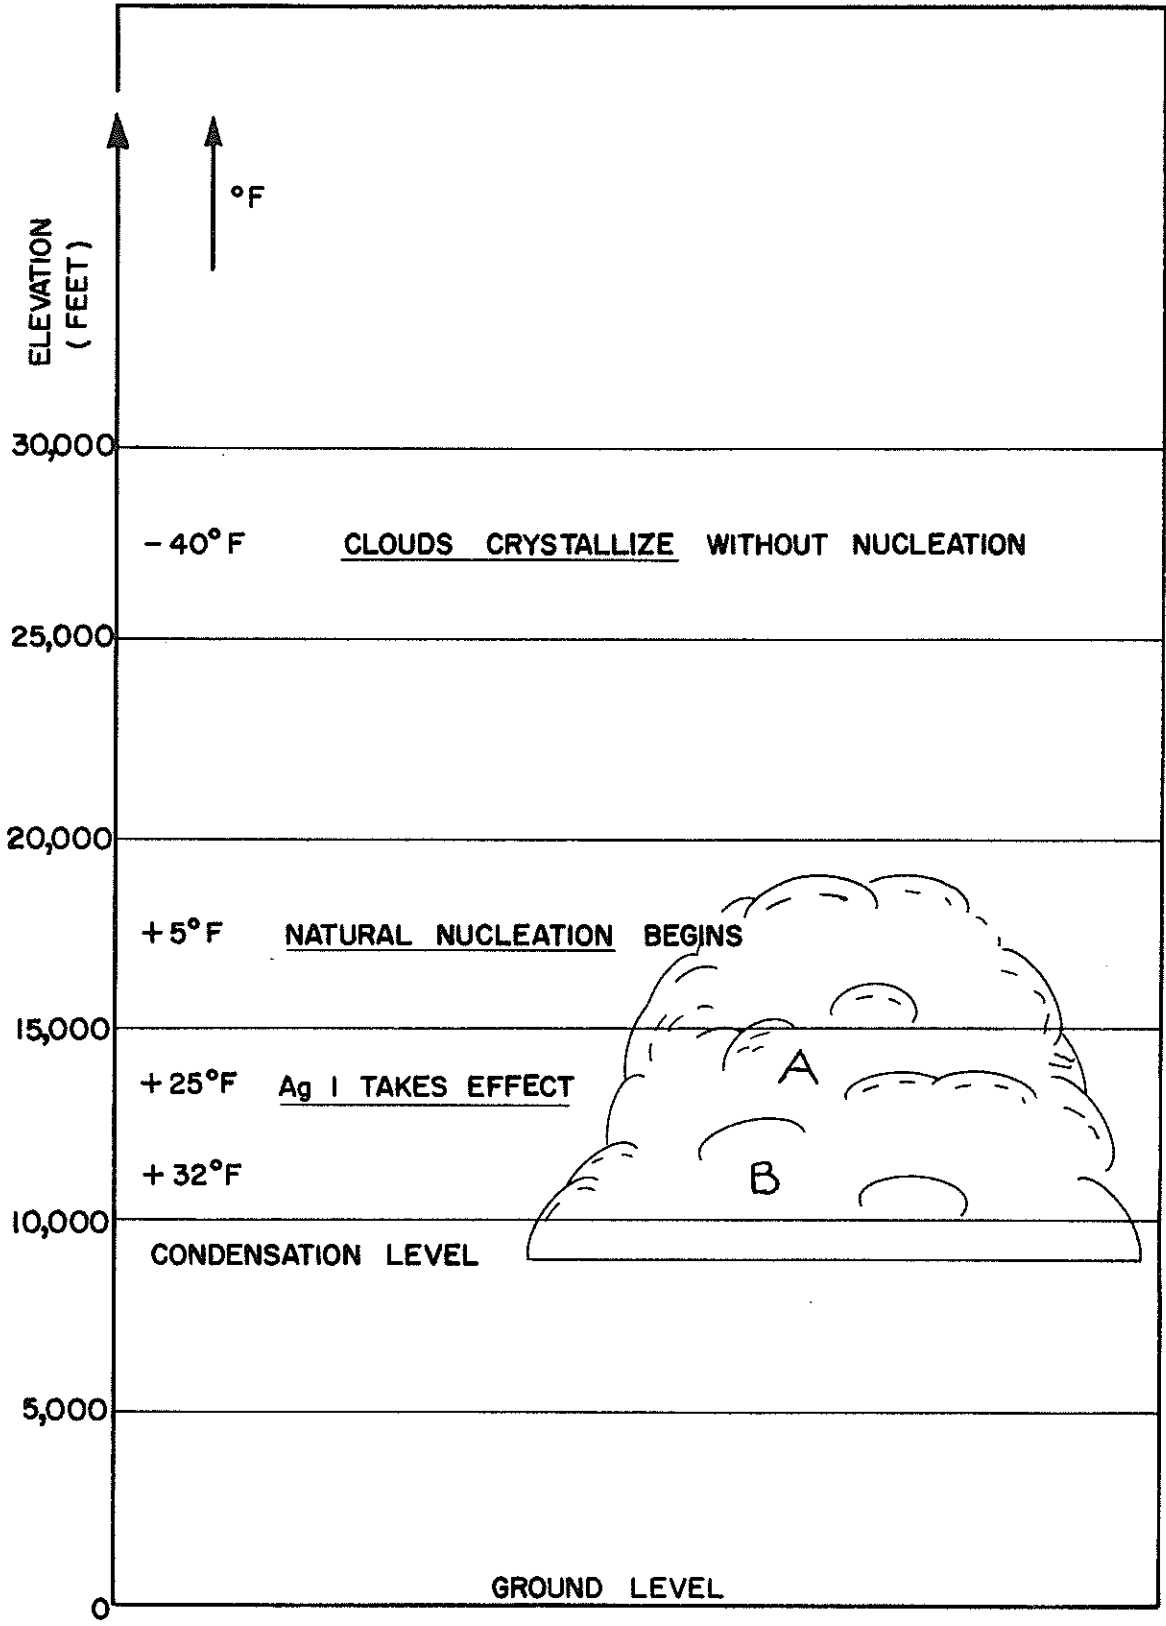 °F
ELEVATION
(FEET)
30,000
-40°F CLOUDS CRYSTALLIZE WITHOUT NUCLEATION
25,000
20,000
+5°F NATURAL NUCLEATION BEGINS
15,000
A
+25°F Ag I TAKES EFFECT
+32°F B
10,000
CONDENSATION LEVEL
5,000
GROUND LEVEL
0